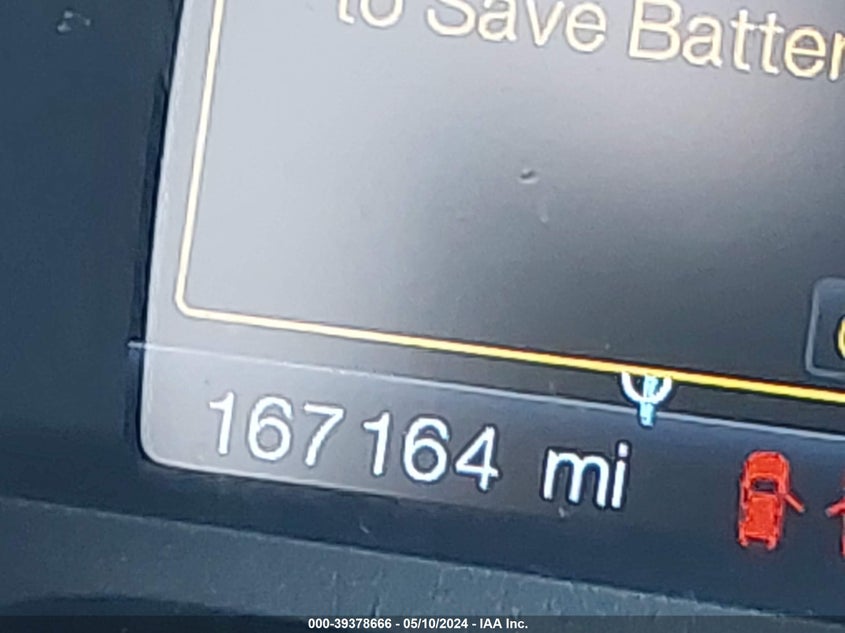 to Save Batter
167164 mi
000-39378666 - 05/10/2024 - IAA Inc.